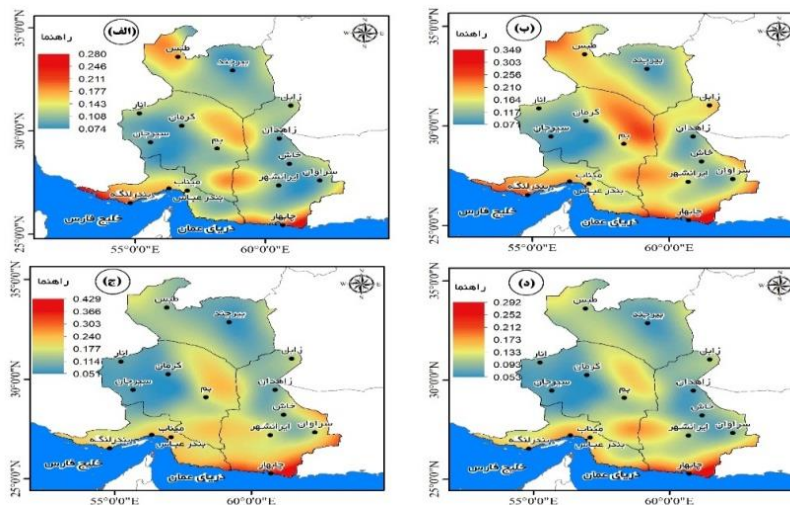 (الف)
راهنما
0.280
0.246
0.211
0.177
0.143
0.108
0.074
طبس
بیرجند
زابل
انار
کرمان
سیرجان
بم
زاهدان
خاش
سراوان
ایرانشهر
میناب
بندرلنگه
بندر عباس
چابهار
خلیج فارس
دریای عمان
35°0'0"N
30°0'0"N
25°0'0"N
55°0'0"E
60°0'0"E
(ب)
راهنما
0.349
0.303
0.256
0.210
0.164
0.117
0.071
طبس
بیرجند
زابل
انار
کرمان
سیرجان
بم
زاهدان
خاش
سراوان
ایرانشهر
میناب
بندرلنگه
بندر عباس
چابهار
خلیج فارس
دریای عمان
35°0'0"N
30°0'0"N
25°0'0"N
55°0'0"E
60°0'0"E
(ج)
راهنما
0.429
0.366
0.303
0.240
0.177
0.114
0.051
طبس
بیرجند
زابل
انار
کرمان
سیرجان
بم
زاهدان
خاش
سراوان
ایرانشهر
میناب
بندرلنگه
بندر عباس
چابهار
خلیج فارس
دریای عمان
35°0'0"N
30°0'0"N
25°0'0"N
55°0'0"E
60°0'0"E
(د)
راهنما
0.292
0.252
0.212
0.173
0.133
0.093
0.053
طبس
بیرجند
زابل
انار
کرمان
سیرجان
بم
زاهدان
خاش
سراوان
ایرانشهر
میناب
بندرلنگه
بندر عباس
چابهار
خلیج فارس
دریای عمان
35°0'0"N
30°0'0"N
25°0'0"N
55°0'0"E
60°0'0"E